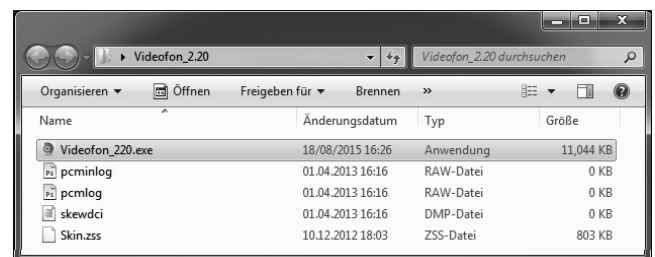 Videofon_2.20
Videofon_2.20 durchsuchen
Organisieren Öffnen Freigeben für Brennen »
Name Änderungsdatum Typ Größe
Videofon_220.exe 18/08/2015 16:26 Anwendung 11,044 KB
pcminlog 01.04.2013 16:16 RAW-Datei 0 KB
pcmlog 01.04.2013 16:16 RAW-Datei 0 KB
skewdci 01.04.2013 16:16 DMP-Datei 0 KB
Skin.zss 10.12.2012 18:03 ZSS-Datei 803 KB